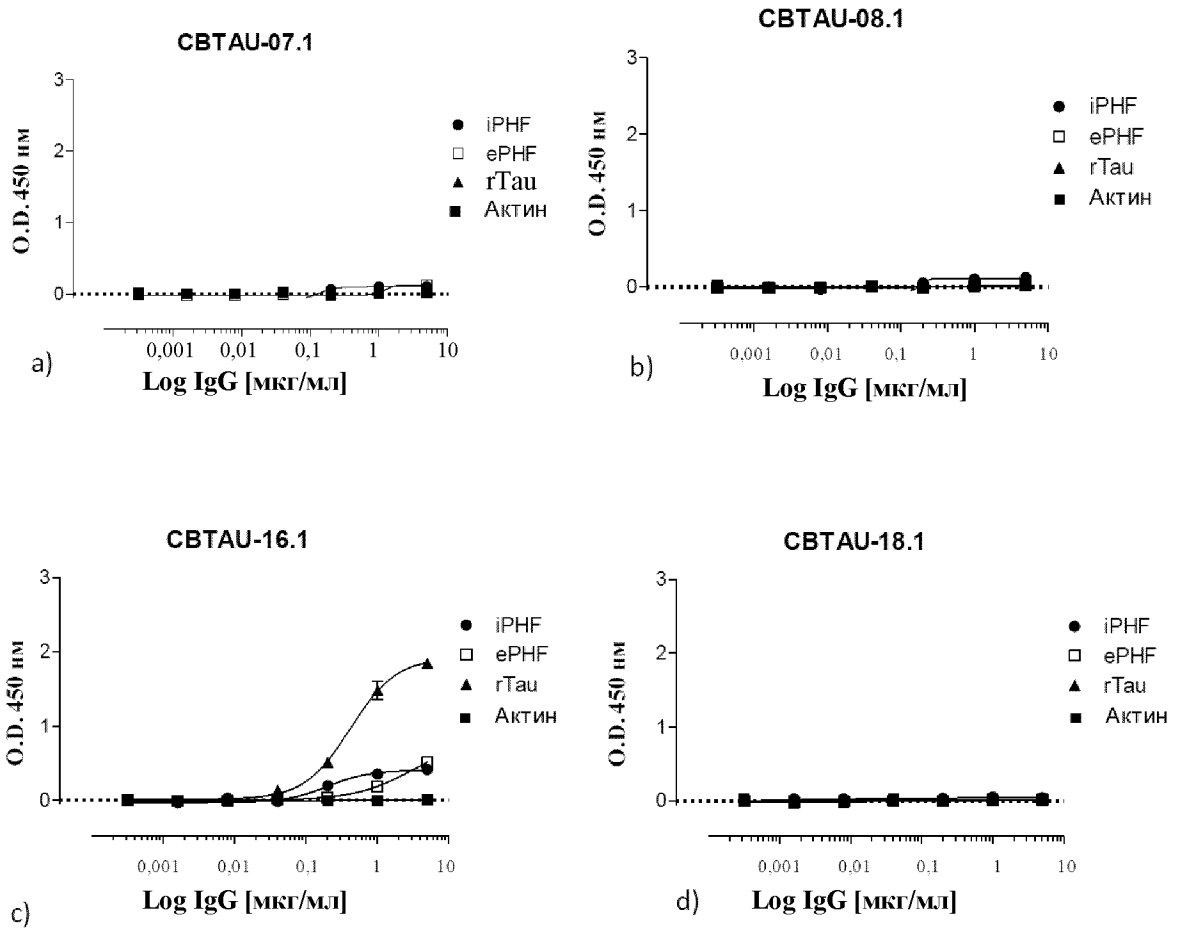 CBTAU-07.1
3
2
1
0
O.D. 450 нм
iPHF
ePHF
rTau
Актин
0,001 0,01 0,1 1 10
a)
Log IgG [мкг/мл]
CBTAU-08.1
3
2
1
0
O.D. 450 нм
iPHF
ePHF
rTau
Актин
0,001 0,01 0,1 1 10
b)
Log IgG [мкг/мл]
CBTAU-16.1
3
2
1
0
O.D. 450 нм
iPHF
ePHF
rTau
Актин
0,001 0,01 0,1 1 10
c)
Log IgG [мкг/мл]
CBTAU-18.1
3
2
1
0
O.D. 450 нм
iPHF
ePHF
rTau
Актин
0,001 0,01 0,1 1 10
d)
Log IgG [мкг/мл]